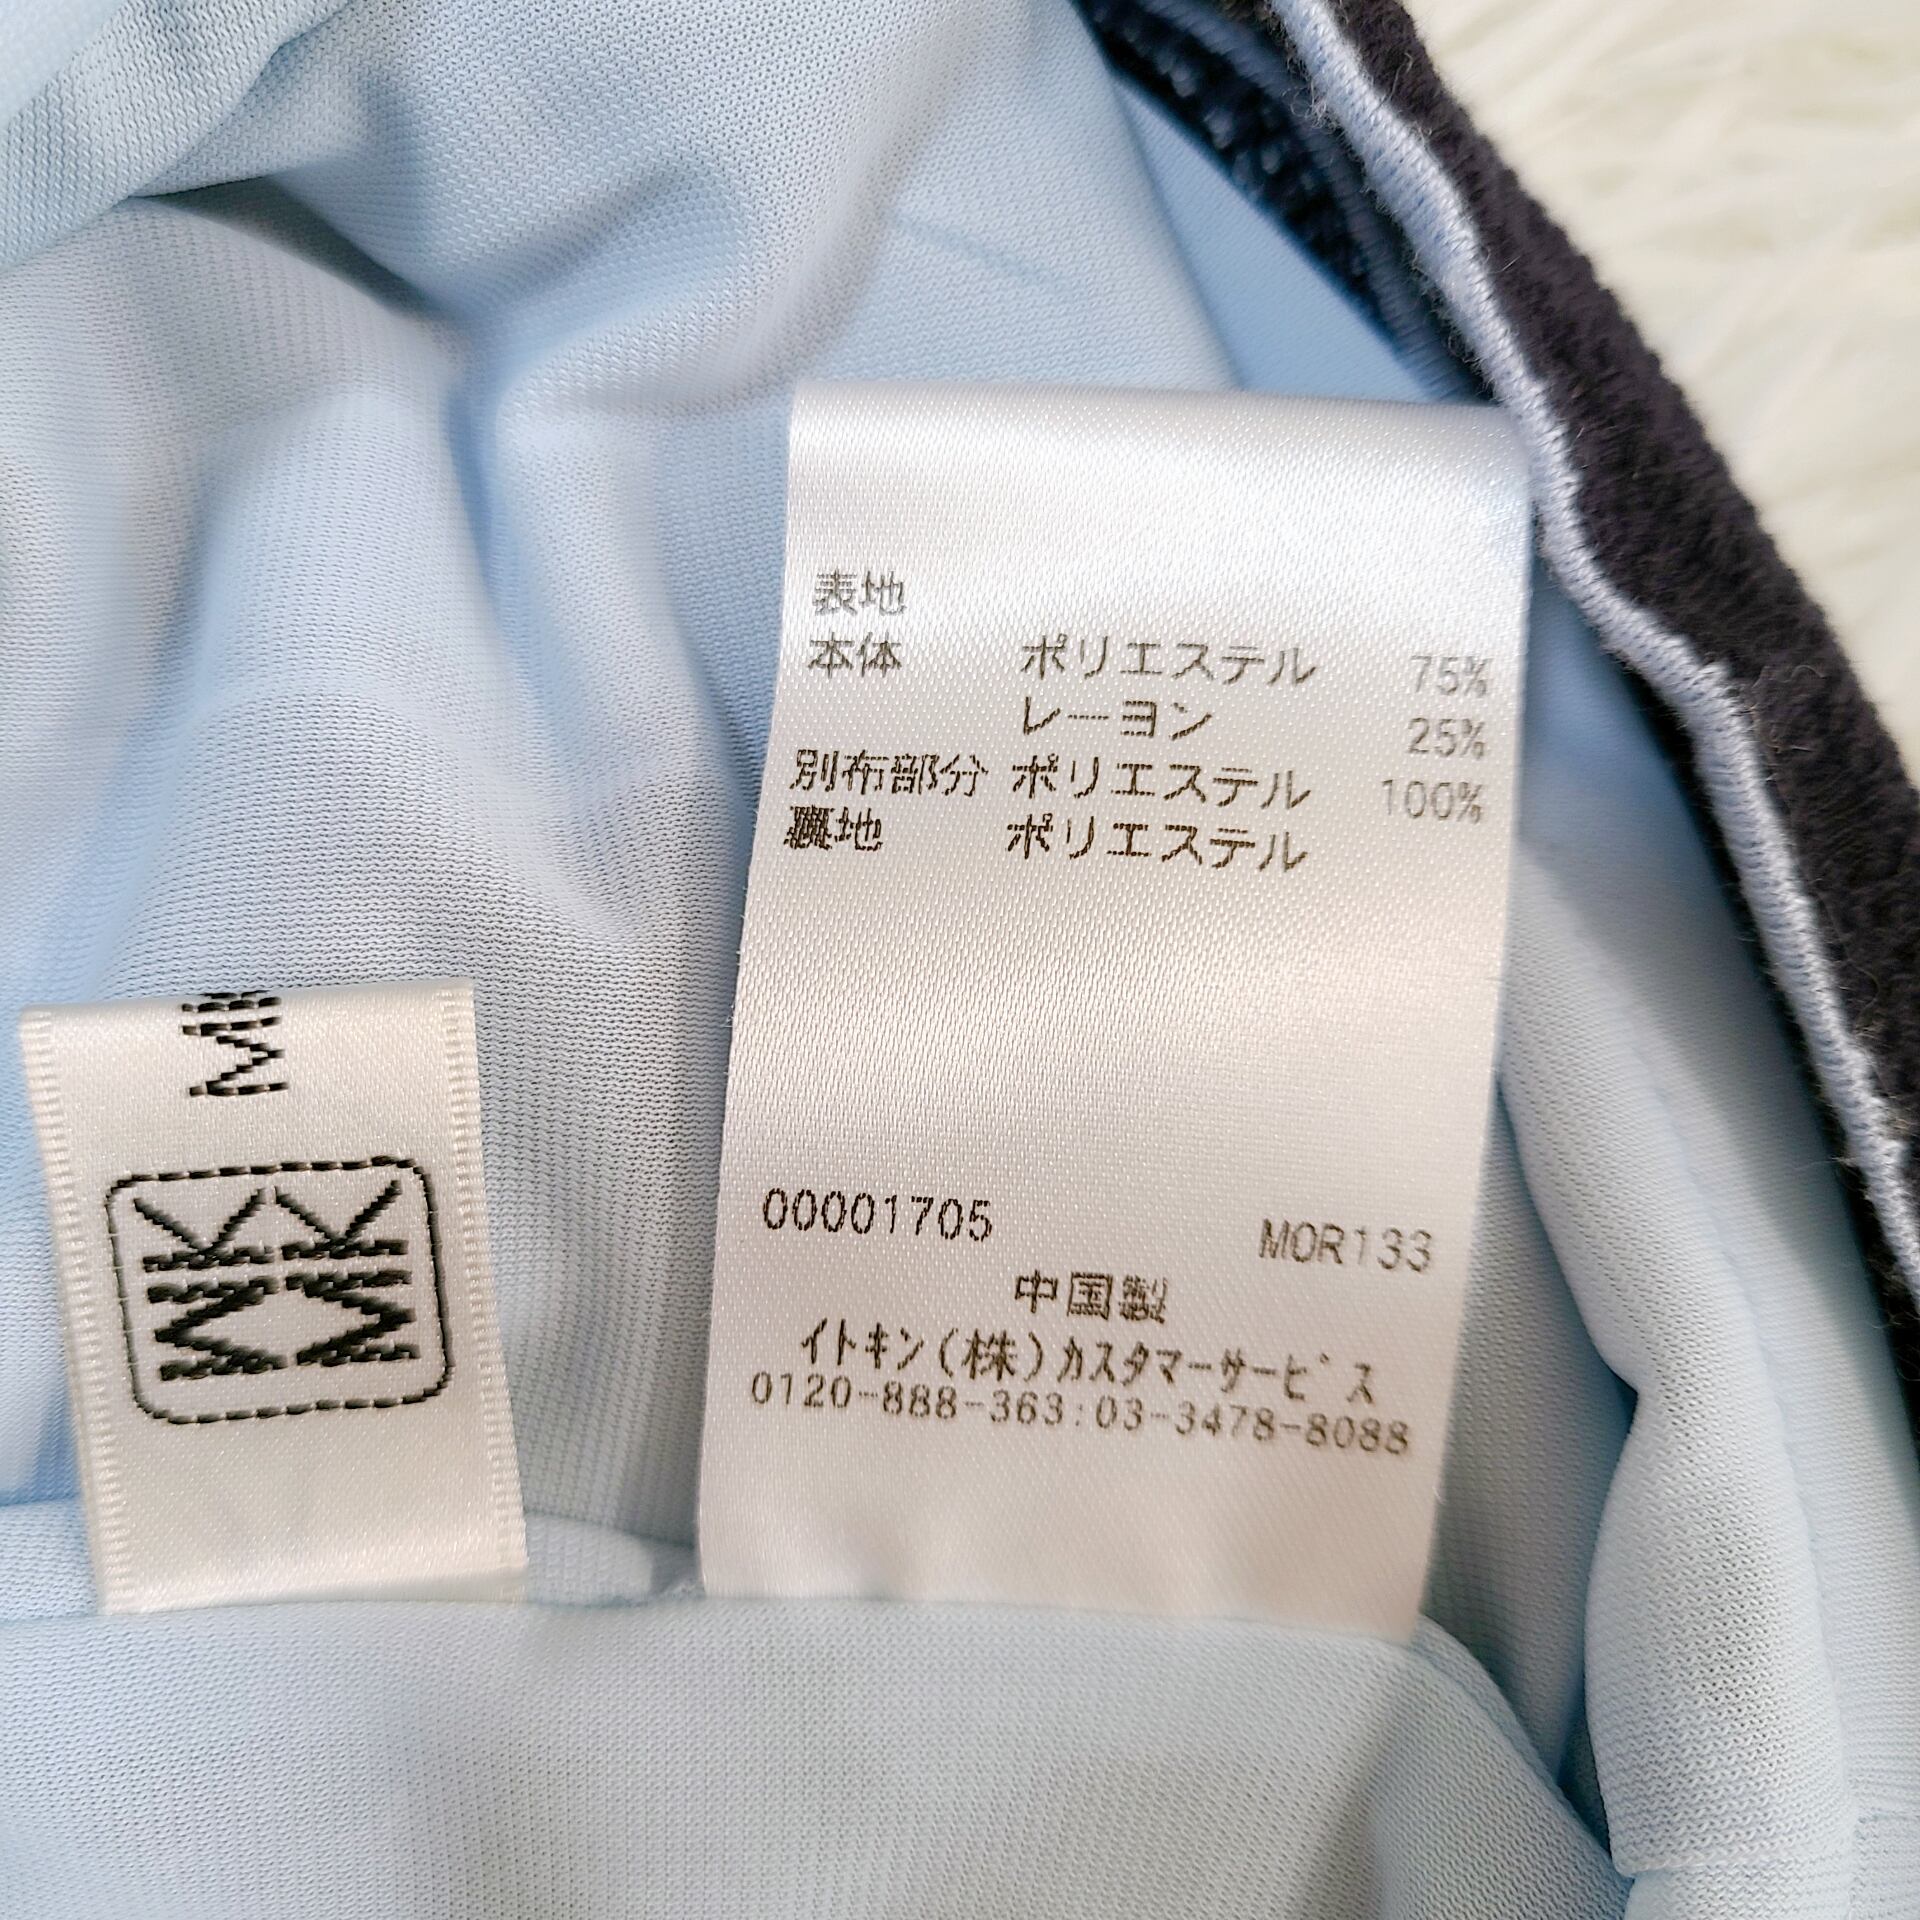 表地
本体 ポリエステル 75%
レーヨン 25%
別布部分 ポリエステル 100%
裏地 ポリエステル
00001705 MOR133
中国製
イトキン(株)カスタマーサービス
0120-888-363:03-3478-8088
MK
MK